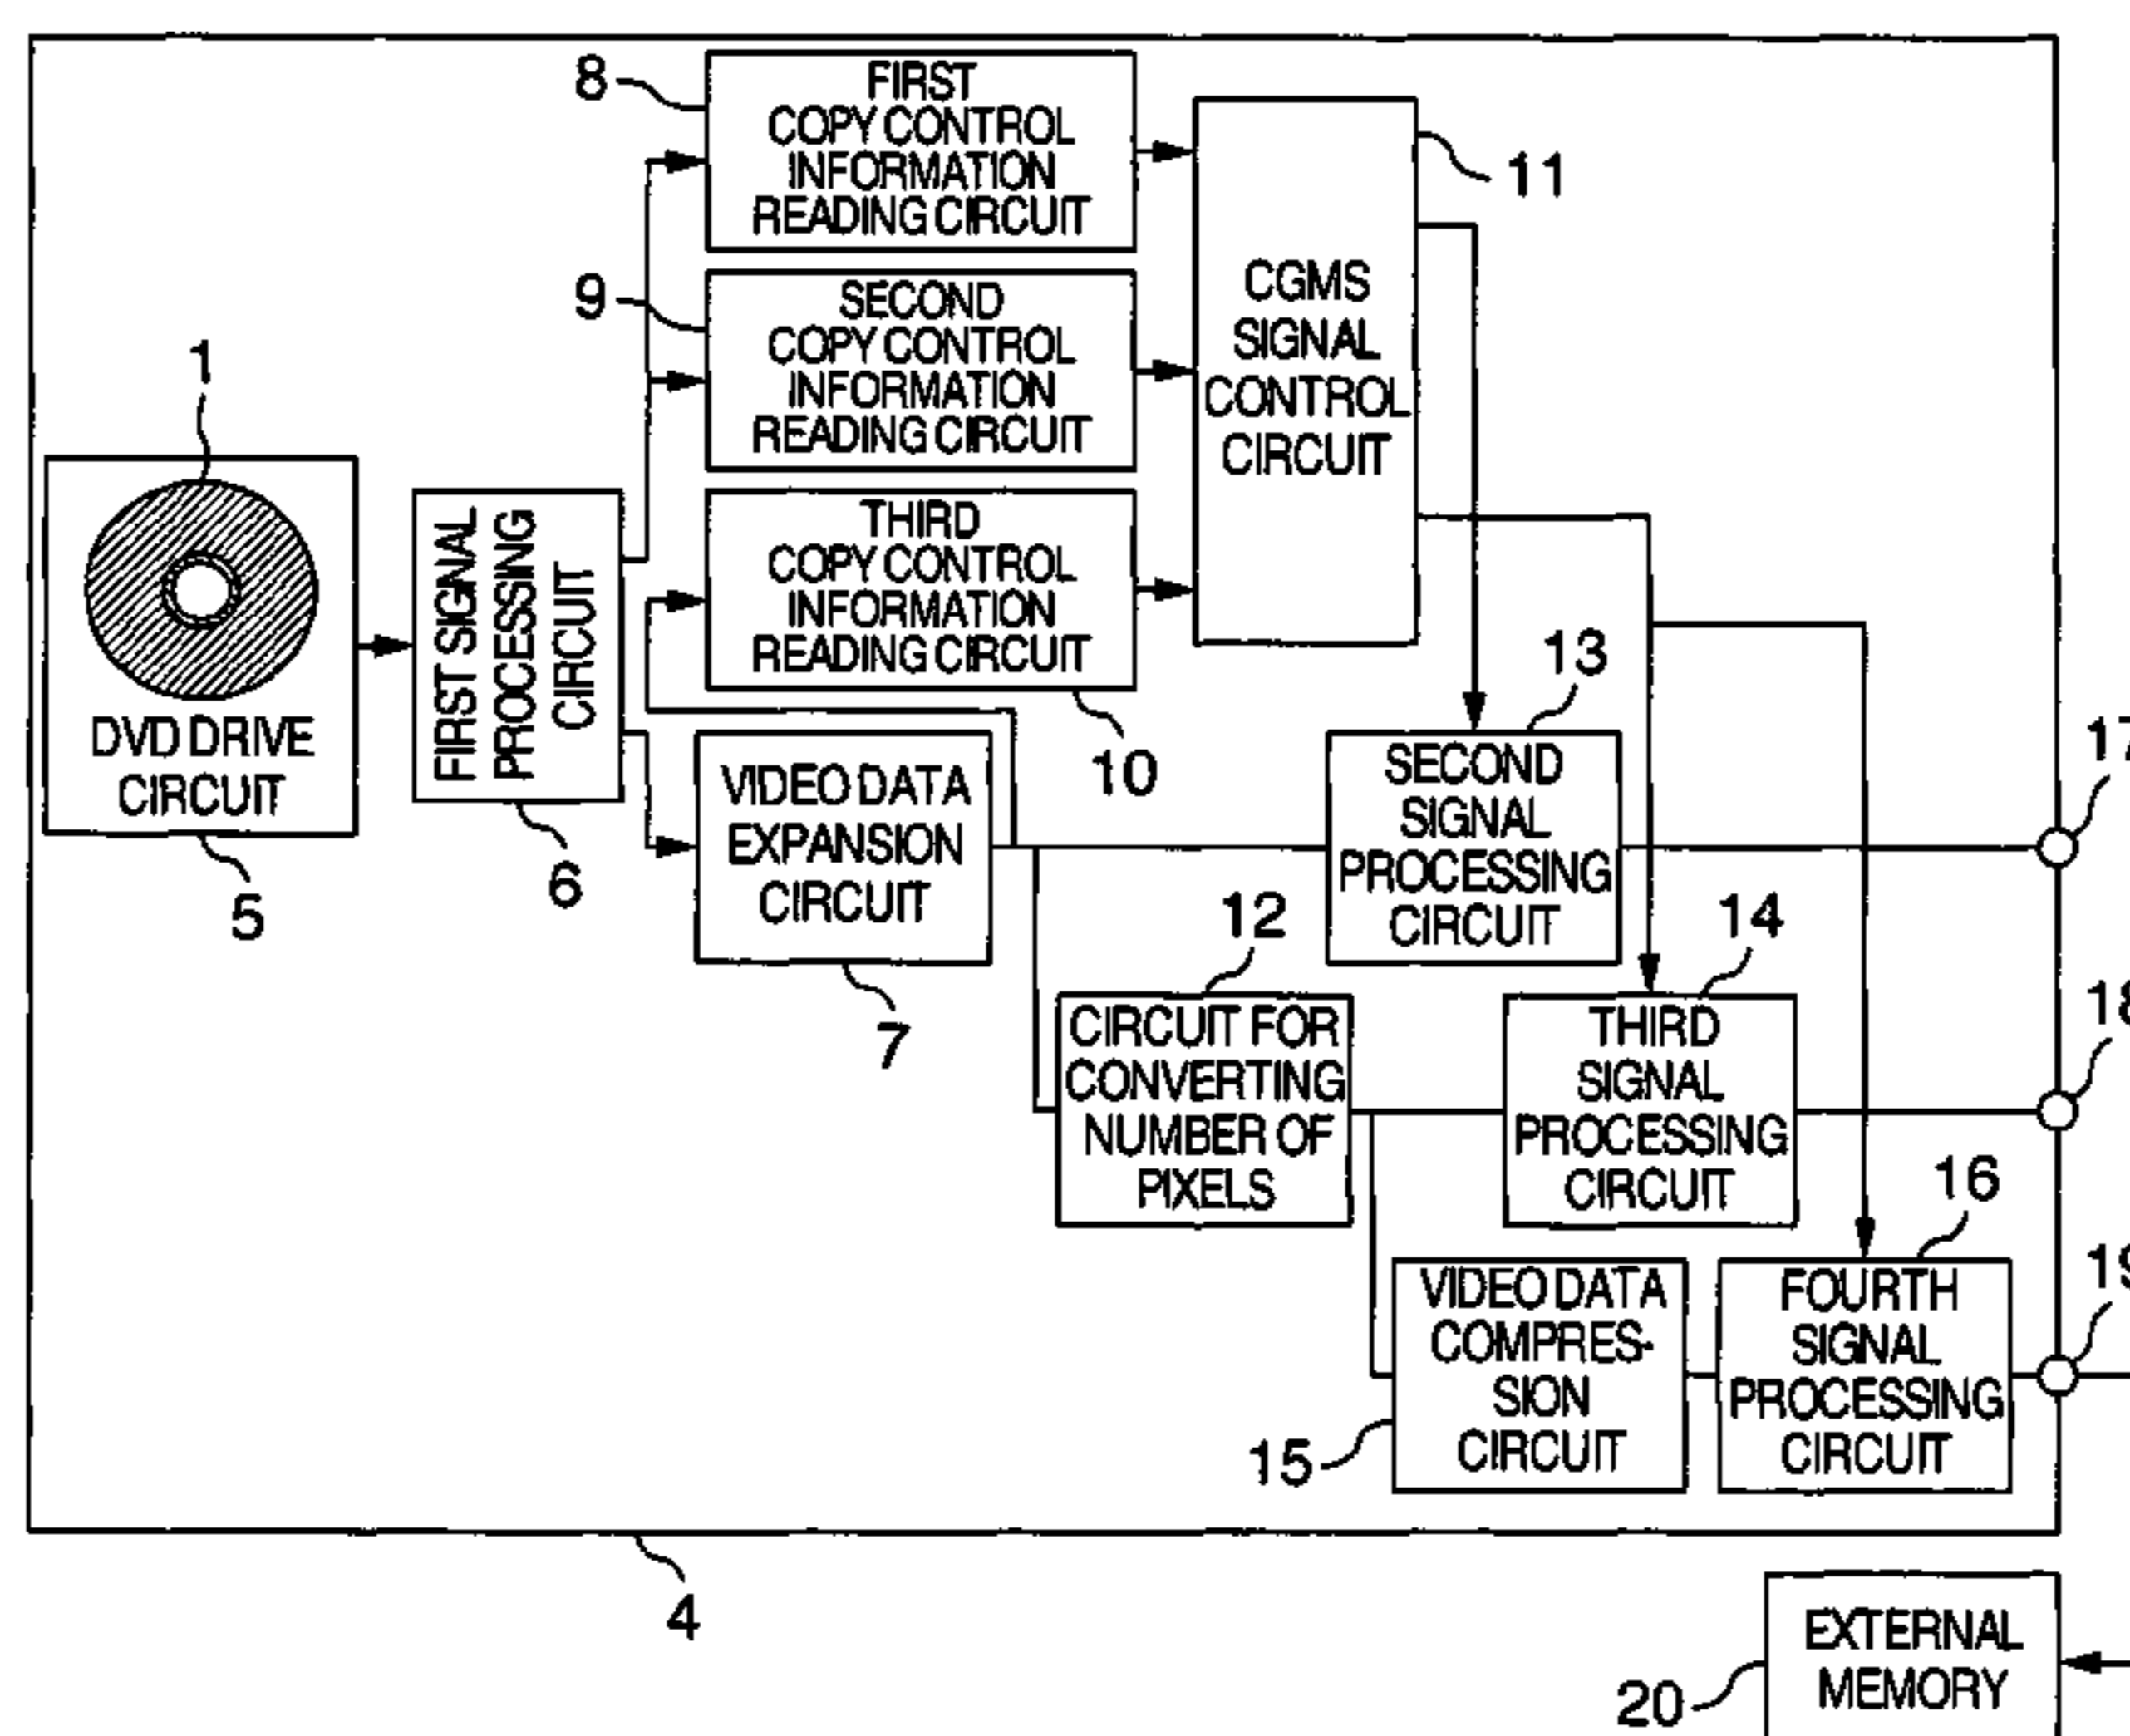 8
FIRST
COPY CONTROL
INFORMATION
READING CIRCUIT
9
SECOND
COPY CONTROL
INFORMATION
READING CIRCUIT
THIRD
COPY CONTROL
INFORMATION
READING CIRCUIT
10
CGMS
SIGNAL
CONTROL
CIRCUIT
11
1
DVD DRIVE
CIRCUIT
5
FIRST SIGNAL
PROCESSING
CIRCUIT
6
VIDEO DATA
EXPANSION
CIRCUIT
7
13
SECOND
SIGNAL
PROCESSING
CIRCUIT
17
12
CIRCUIT FOR
CONVERTING
NUMBER OF
PIXELS
14
THIRD
SIGNAL
PROCESSING
CIRCUIT
18
VIDEO DATA
COMPRES-
SION
CIRCUIT
15
16
FOURTH
SIGNAL
PROCESSING
CIRCUIT
19
4
EXTERNAL
MEMORY
20